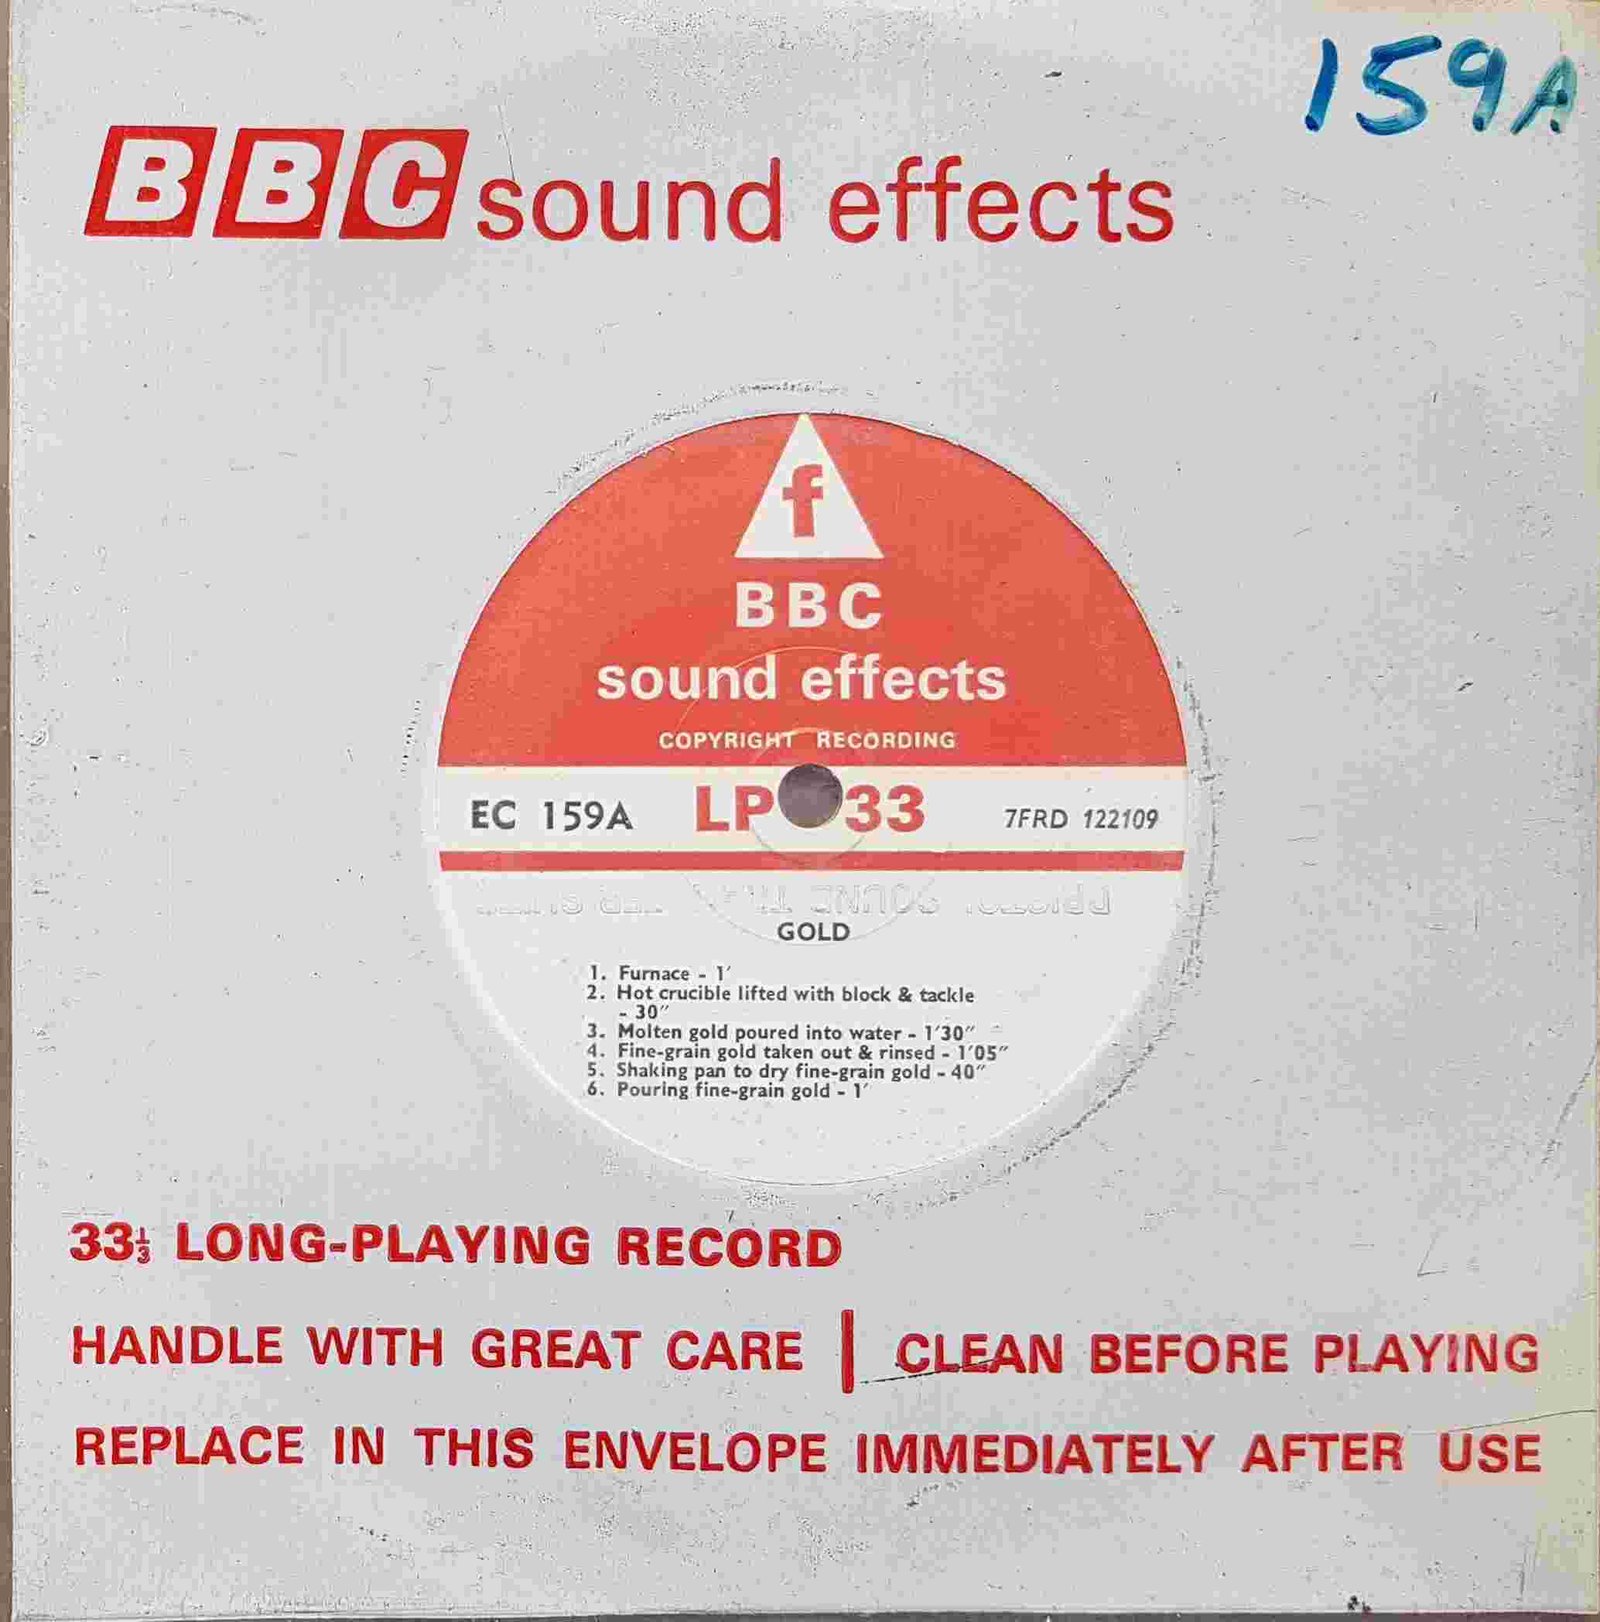 159A
BBC sound effects
f
BBC
sound effects
COPYRIGHT RECORDING
EC 159A LP 33 7FRD 122109
GOLD
1. Furnace - 1′
2. Hot crucible lifted with block & tackle
- 30″
3. Molten gold poured into water - 1′30″
4. Fine-grain gold taken out & rinsed - 1′05″
5. Shaking pan to dry fine-grain gold - 40″
6. Pouring fine-grain gold - 1′
33⅓ LONG-PLAYING RECORD
HANDLE WITH GREAT CARE | CLEAN BEFORE PLAYING
REPLACE IN THIS ENVELOPE IMMEDIATELY AFTER USE